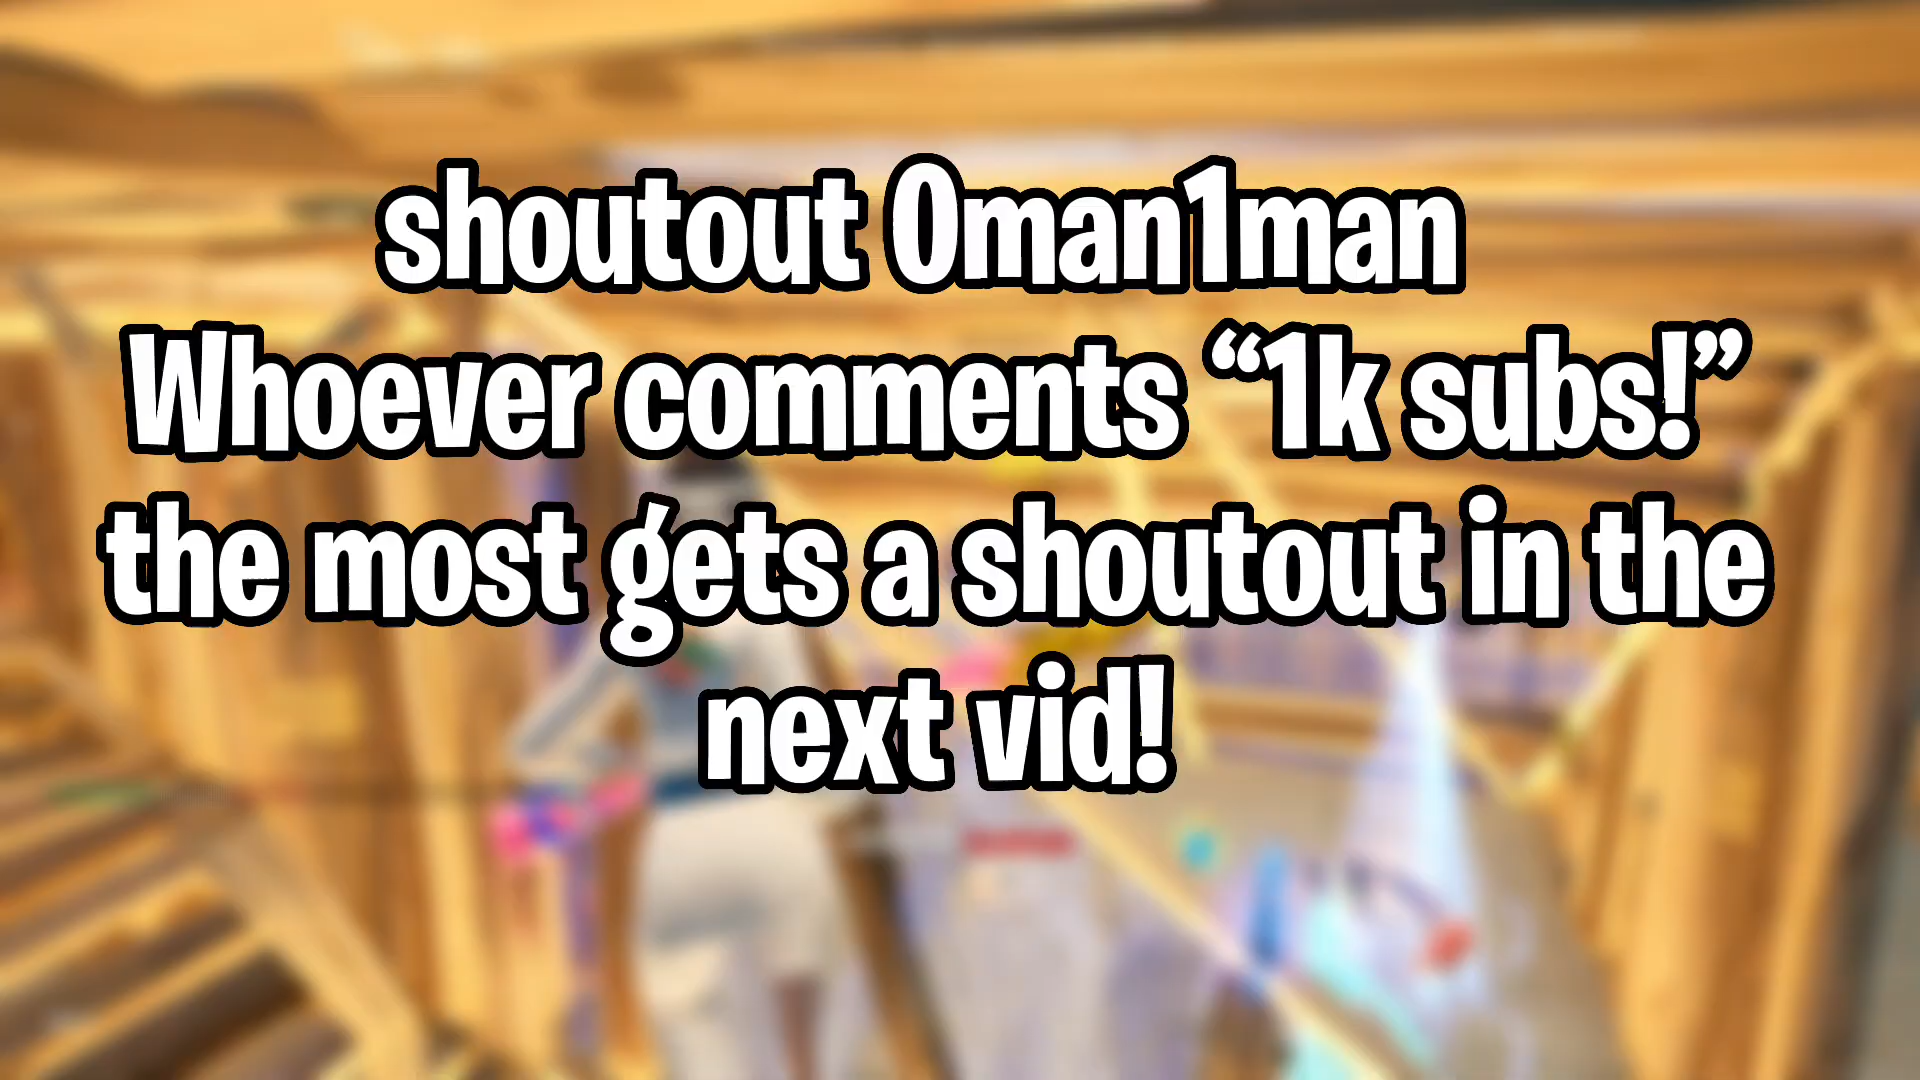 shoutout 0man1man
Whoever comments “1k subs!”
the most gets a shoutout in the
next vid!